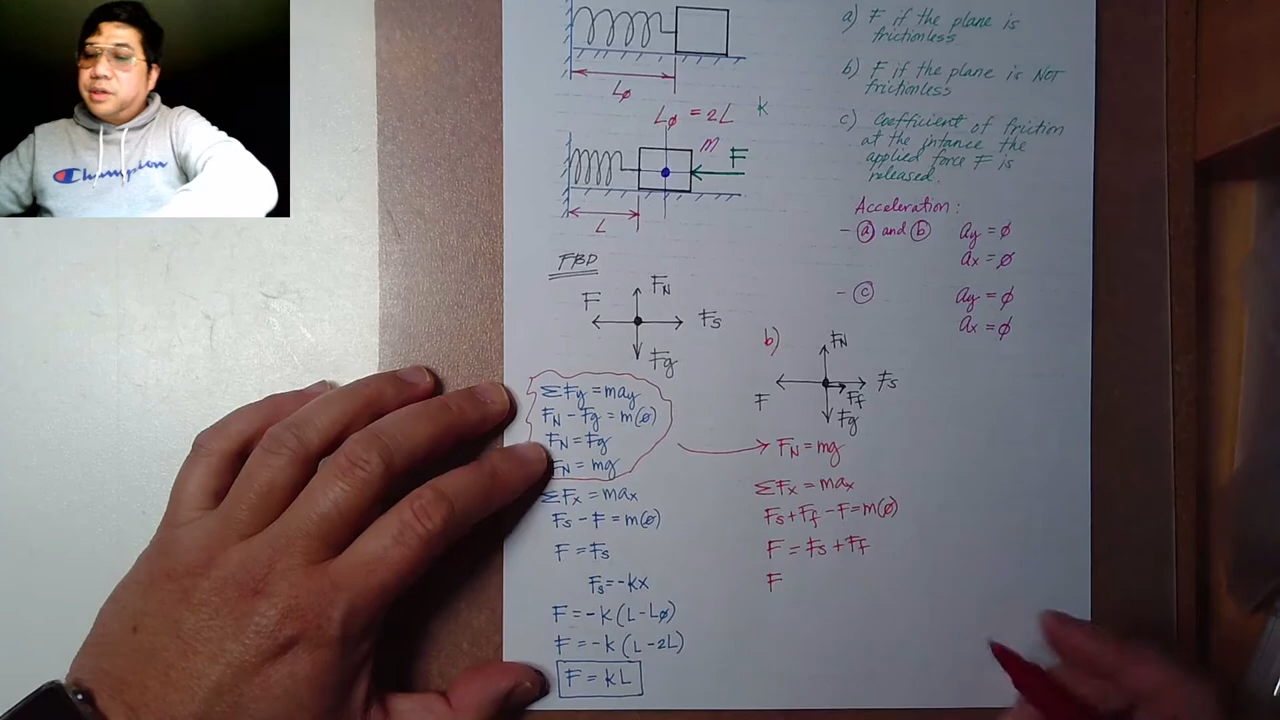 Champion
L∅
L∅ = 2L
k
m
F
L
a) F if the plane is
frictionless
b) F if the plane is NOT
frictionless
c) Coefficient of friction
at the intance the
applied force F is
released.
Acceleration:
- ⓐ and ⓑ ay = ∅
ax = ∅
- ⓒ ay = ∅
ax = ∅
FBD
FN
F
Fs
Fg
ΣFy = may
FN - Fg = m(∅)
FN = Fg
FN = mg
ΣFx = max
Fs - F = m(∅)
F = Fs
Fs = -kx
F = -k(L-L∅)
F = -k(L-2L)
F = kL
b)
FN
Fs
Ff
F
Fg
FN = mg
ΣFx = max
Fs + Ff - F = m(∅)
F = Fs + Ff
F